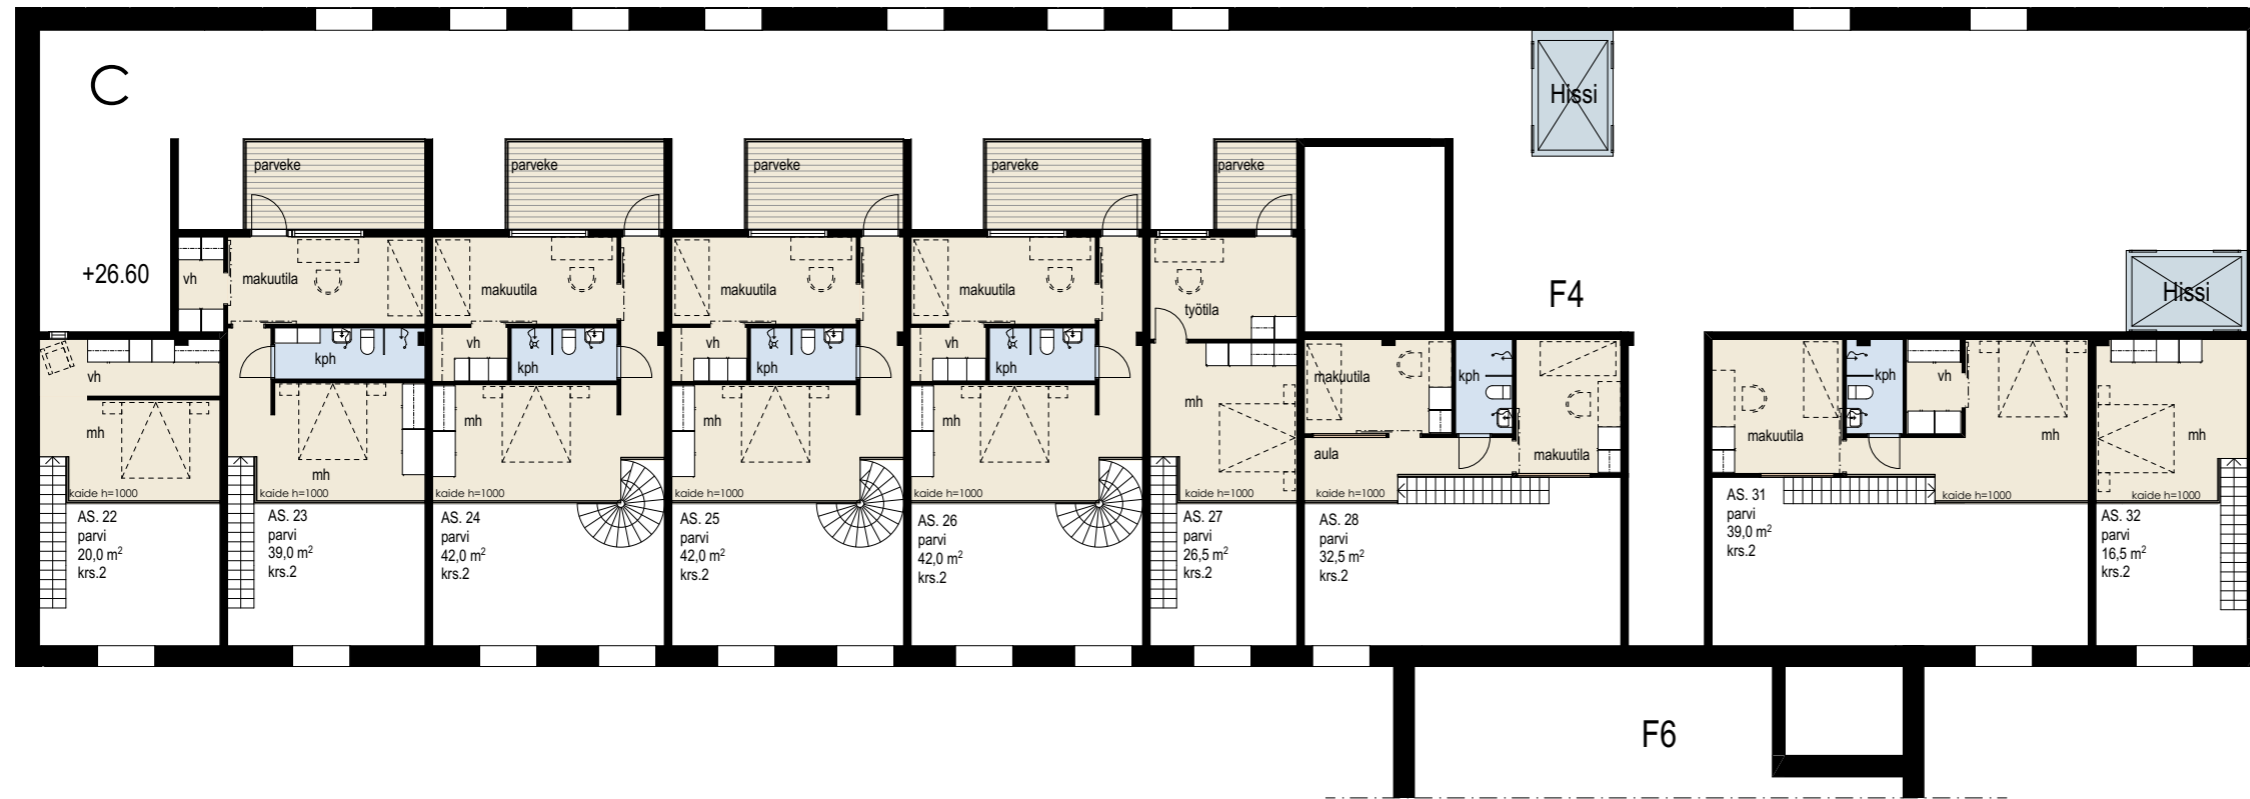 C
Hissi
parveke
parveke
parveke
parveke
parveke
+26.60
vh
makuutila
makuutila
makuutila
makuutila
työtila
F4
Hissi
kph
vh
kph
vh
kph
vh
kph
vh
mh
mh
mh
mh
mh
mh
makuutila
kph
aula
makuutila
makuutila
kph
vh
mh
mh
kaide h=1000
kaide h=1000
kaide h=1000
kaide h=1000
kaide h=1000
kaide h=1000
kaide h=1000
kaide h=1000
kaide h=1000
AS. 22
parvi
20,0 m²
krs.2
AS. 23
parvi
39,0 m²
krs.2
AS. 24
parvi
42,0 m²
krs.2
AS. 25
parvi
42,0 m²
krs.2
AS. 26
parvi
42,0 m²
krs.2
AS. 27
parvi
26,5 m²
krs.2
AS. 28
parvi
32,5 m²
krs.2
AS. 31
parvi
39,0 m²
krs.2
AS. 32
parvi
16,5 m²
krs.2
F6